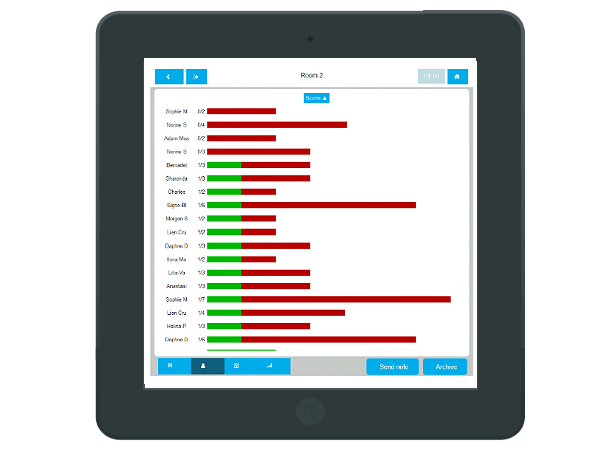 Room 2
Score ▲
Sophie M 0/2
Norine S 0/4
Adam Moa 0/2
Norine S 0/3
Bernadet 1/3
Sharonda 1/3
Charles 1/2
Signe Bl 1/6
Morgan S 1/2
Lien Cru 1/2
Daphne D 1/3
Ilona Mo 1/2
Lilia Va 1/3
Anastasi 1/3
Sophie M 1/7
Lien Cru 1/4
Halina P 1/3
Daphne D 1/6
Send note
Archive